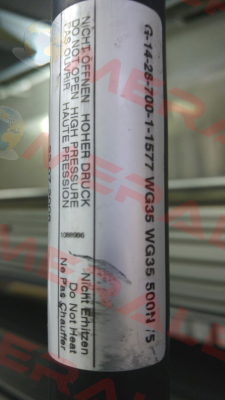 G-14-28-700-1-1577 WG35 WG35 500N /S
NICHT ÖFFNEN HOHER DRUCK
DO NOT OPEN HIGH PRESSURE
PAS OUVRIR HAUTE PRESSION
Nicht Erhitzen
Do Not Heat
Ne Pas Chauffer